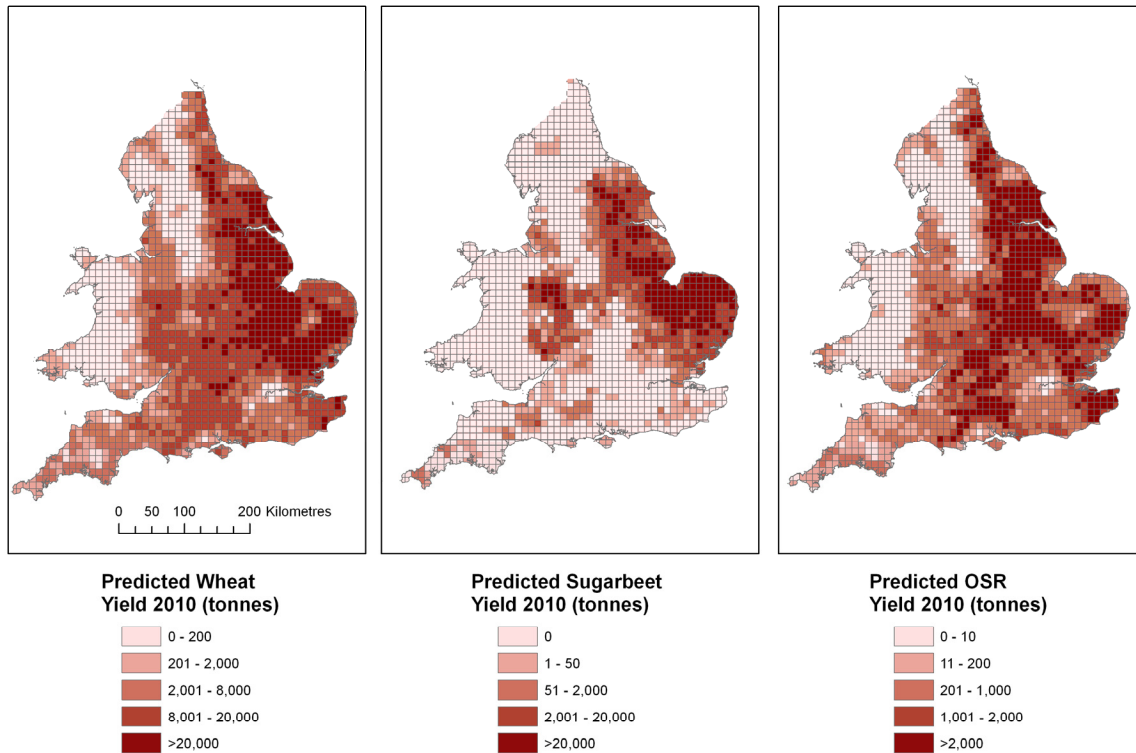 0 50 100 200 Kilometres
Predicted Wheat
Yield 2010 (tonnes)
0 - 200
201 - 2,000
2,001 - 8,000
8,001 - 20,000
>20,000
Predicted Sugarbeet
Yield 2010 (tonnes)
0
1 - 50
51 - 2,000
2,001 - 20,000
>20,000
Predicted OSR
Yield 2010 (tonnes)
0 - 10
11 - 200
201 - 1,000
1,001 - 2,000
>2,000